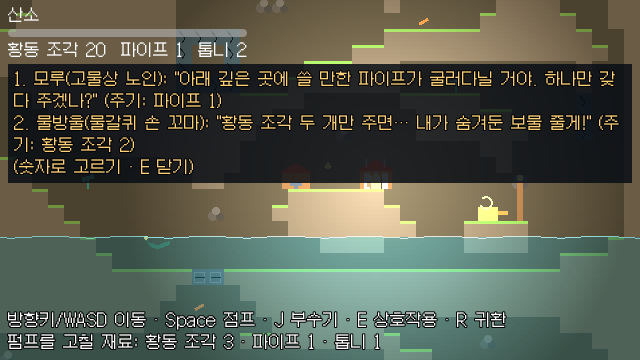 산소
황동 조각 20  파이프 1  톱니 2
1. 모루(고물상 노인): "아래 깊은 곳에 쓸 만한 파이프가 굴러다닐 거야. 하나만 갖
다 주겠나?" (주기: 파이프 1)
2. 물방울(물갈퀴 손 꼬마): "황동 조각 두 개만 주면… 내가 숨겨둔 보물 줄게!" (주
기: 황동 조각 2)
(숫자로 고르기 · E 닫기)
방향키/WASD 이동 · Space 점프 · J 부수기 · E 상호작용 · R 귀환
펌프를 고칠 재료: 황동 조각 3 · 파이프 1 · 톱니 1